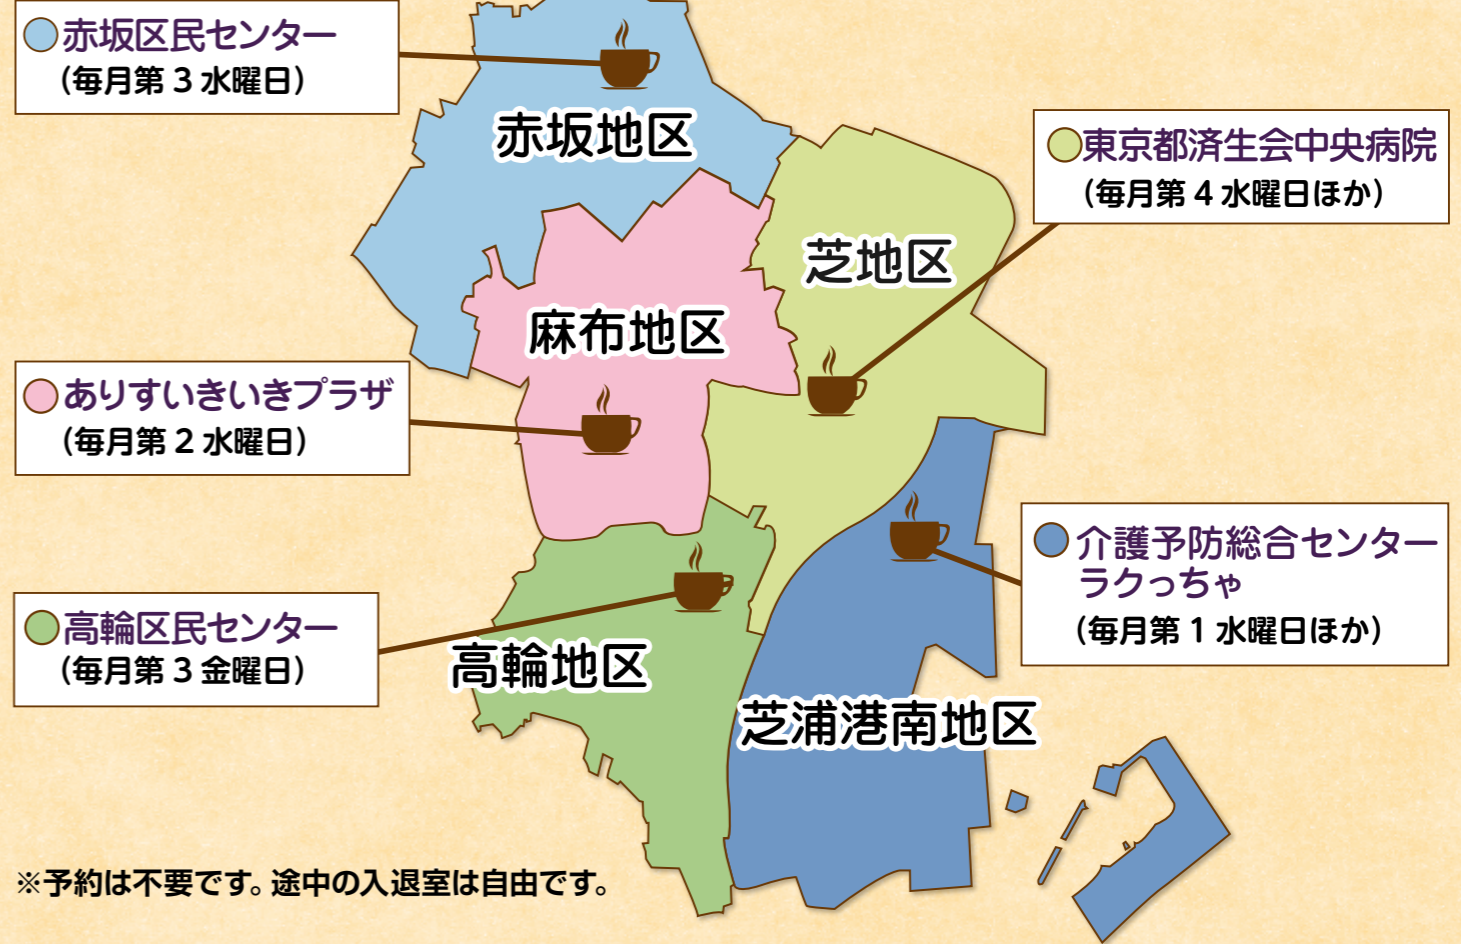 赤坂区民センター
（毎月第３水曜日）
赤坂地区
東京都済生会中央病院
（毎月第４水曜日ほか）
芝地区
麻布地区
ありすいきいきプラザ
（毎月第２水曜日）
介護予防総合センター
ラクっちゃ
（毎月第１水曜日ほか）
高輪区民センター
（毎月第３金曜日）
高輪地区
芝浦港南地区
※予約は不要です。途中の入退室は自由です。